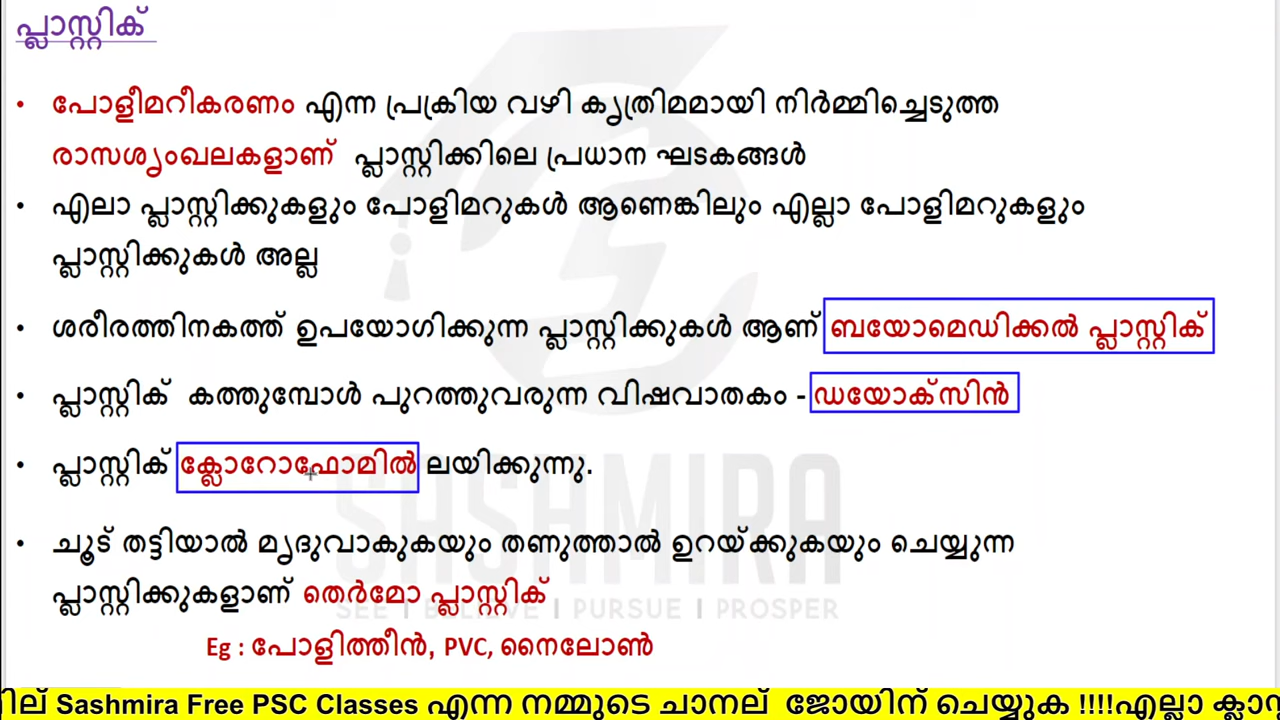 പ്ലാസ്റ്റിക്
• പോളീമറീകരണം എന്ന പ്രക്രിയ വഴി കൃത്രിമമായി നിർമ്മിച്ചെടുത്ത
രാസശൃംഖലകളാണ് പ്ലാസ്റ്റിക്കിലെ പ്രധാന ഘടകങ്ങൾ
• എലാ പ്ലാസ്റ്റിക്കുകളും പോളിമറുകൾ ആണെങ്കിലും എല്ലാ പോളിമറുകളും
പ്ലാസ്റ്റിക്കുകൾ അല്ല
• ശരീരത്തിനകത്ത് ഉപയോഗിക്കുന്ന പ്ലാസ്റ്റിക്കുകൾ ആണ് ബയോമെഡിക്കൽ പ്ലാസ്റ്റിക്
• പ്ലാസ്റ്റിക് കത്തുമ്പോൾ പുറത്തുവരുന്ന വിഷവാതകം - ഡയോക്സിൻ
• പ്ലാസ്റ്റിക് ക്ലോറോഫോമിൽ ലയിക്കുന്നു.
SASHMIRA
• ചൂട് തട്ടിയാൽ മൃദുവാകുകയും തണുത്താൽ ഉറയ്ക്കുകയും ചെയ്യുന്ന
പ്ലാസ്റ്റിക്കുകളാണ് തെർമോ പ്ലാസ്റ്റിക്
SEE | BELIEVE | PURSUE | PROSPER
Eg : പോളിത്തീൻ, PVC, നൈലോൺ
Sashmira Free PSC Classes എന്ന നമ്മുടെ ചാനല് ജോയിന് ചെയ്യുക !!!!എല്ലാ